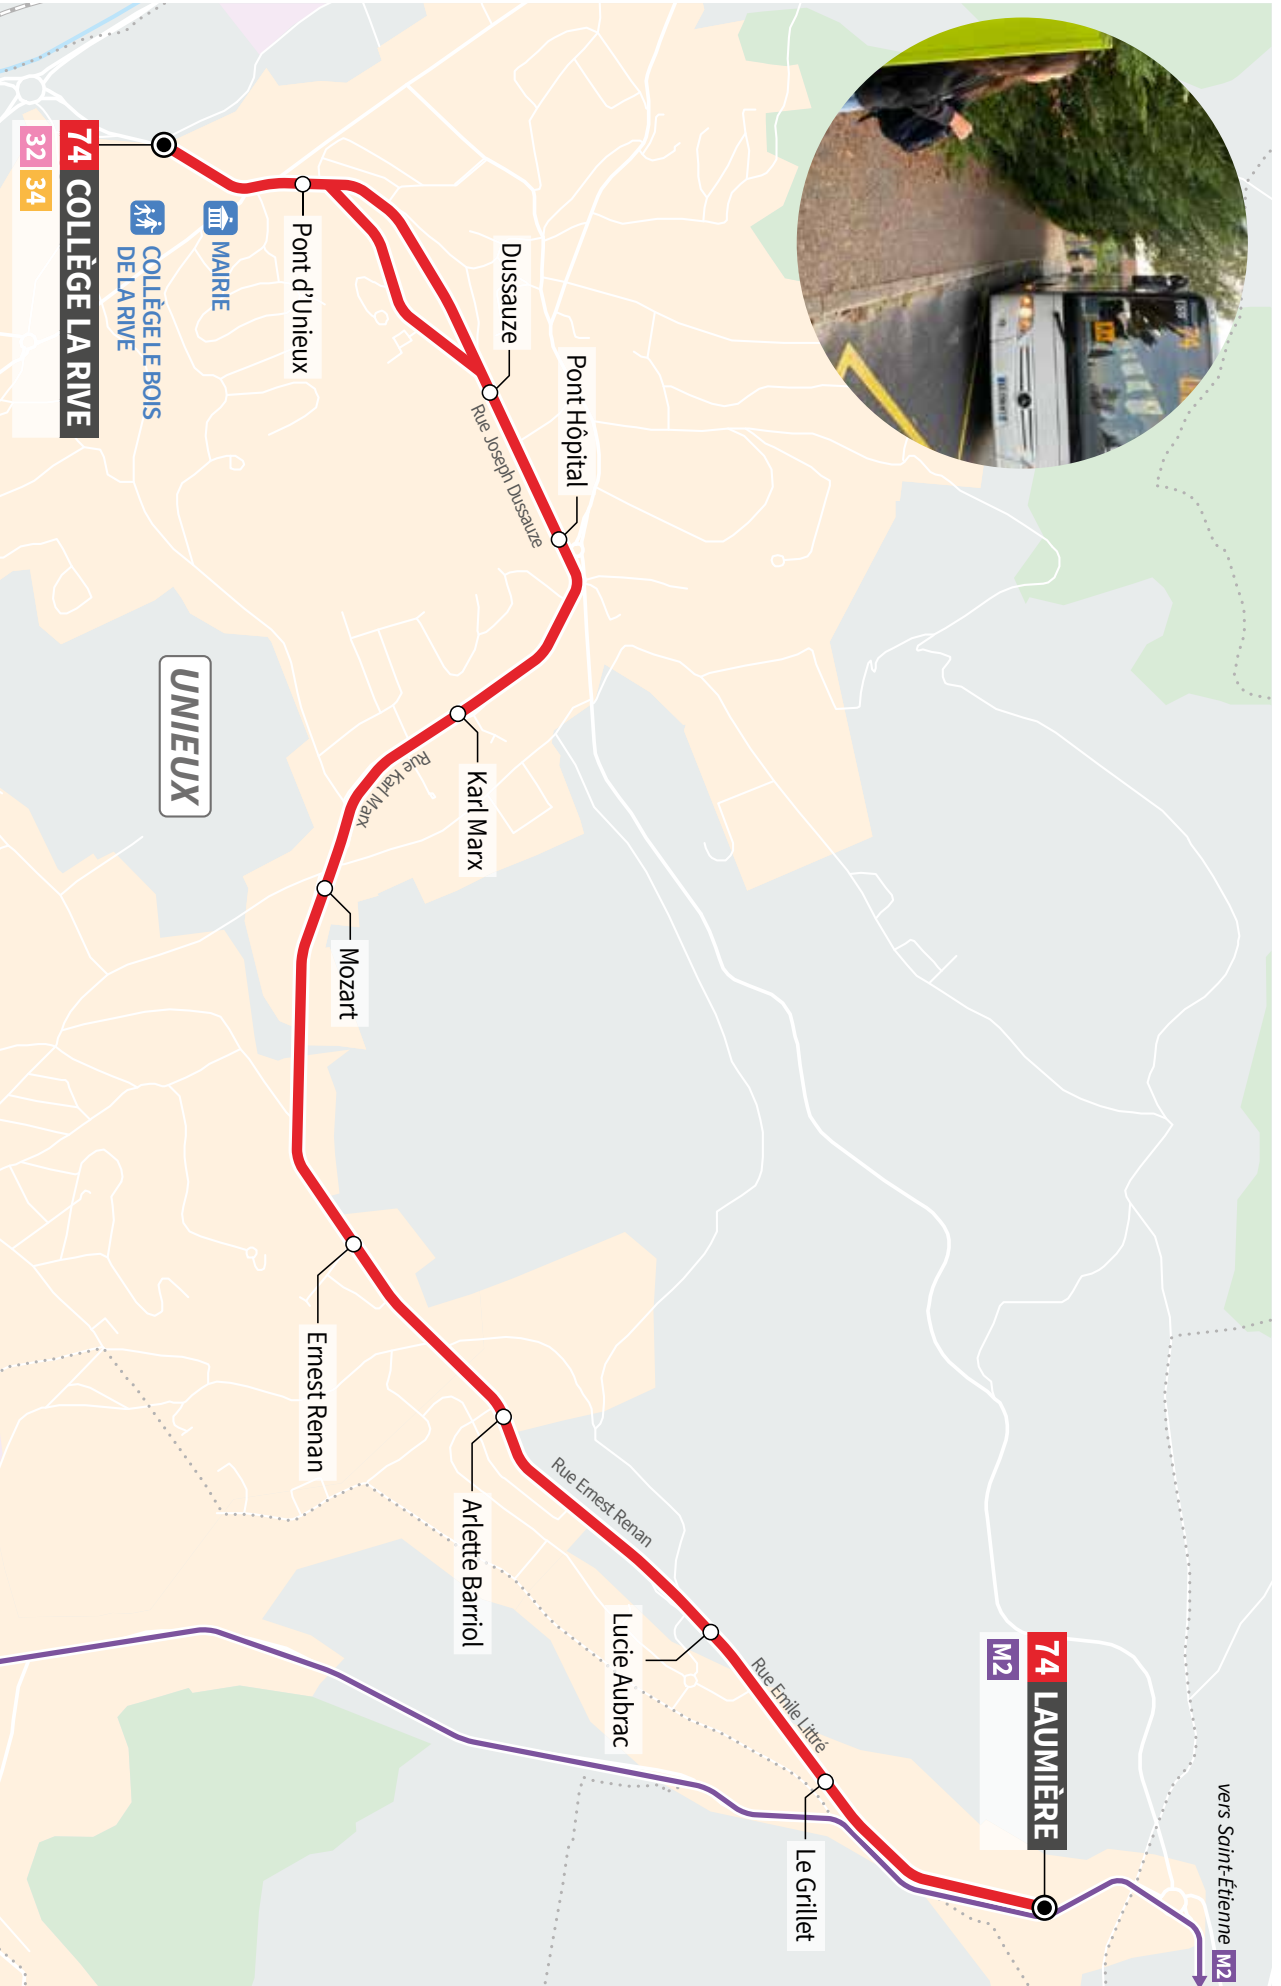 74 COLLÈGE LA RIVE
32 34
COLLÈGE LE BOIS
DE LA RIVE
MAIRIE
Pont d'Unieux
Dussauze
Rue Joseph Dussauze
Pont Hôpital
UNIEUX
Karl Marx
Rue Karl Marx
Mozart
Ernest Renan
Arlette Barriol
Rue Ernest Renan
Lucie Aubrac
Rue Emile Littré
Le Grillet
74 LAUMIÈRE
M2
vers Saint-Étienne M2
74